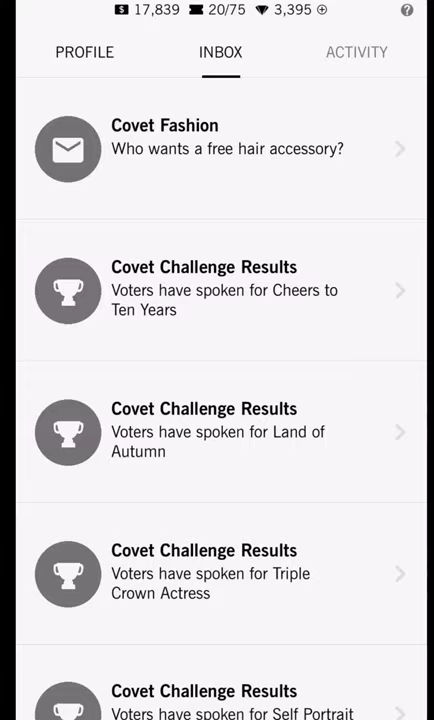 17,839 20/75 3,395
PROFILE INBOX ACTIVITY
Covet Fashion
Who wants a free hair accessory?
Covet Challenge Results
Voters have spoken for Cheers to
Ten Years
Covet Challenge Results
Voters have spoken for Land of
Autumn
Covet Challenge Results
Voters have spoken for Triple
Crown Actress
Covet Challenge Results
Voters have spoken for Self Portrait